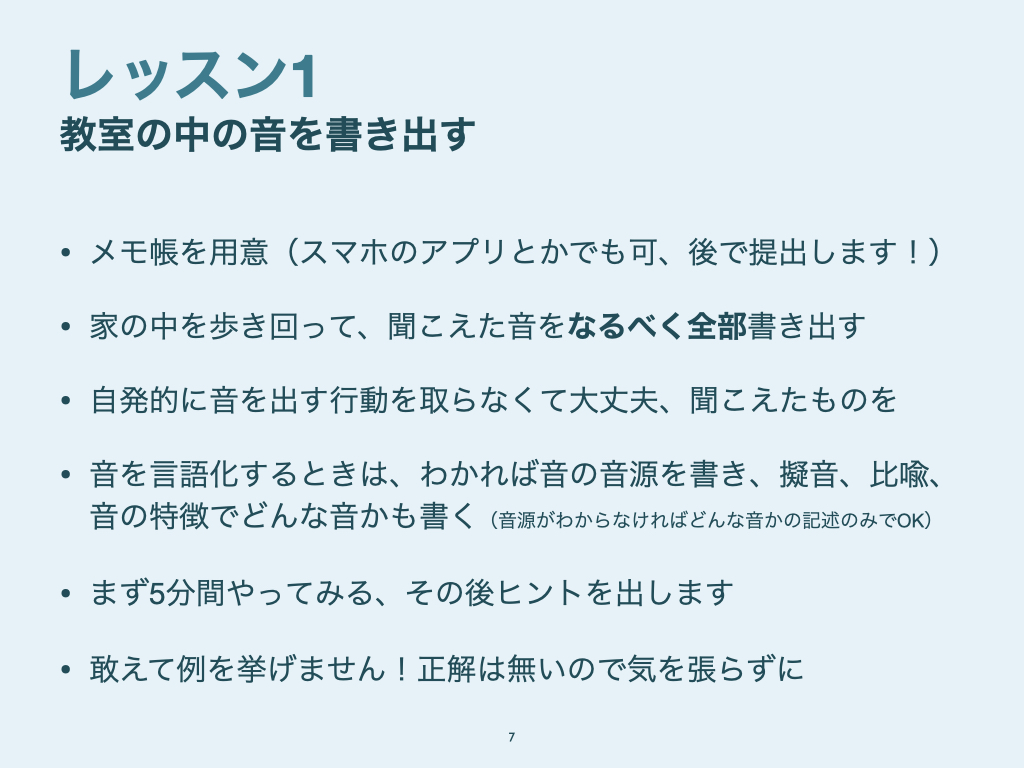 レッスン1
教室の中の音を書き出す
• メモ帳を用意（スマホのアプリとかでも可、後で提出します！）
• 家の中を歩き回って、聞こえた音をなるべく全部書き出す
• 自発的に音を出す行動を取らなくて大丈夫、聞こえたものを
• 音を言語化するときは、わかれば音の音源を書き、擬音、比喩、
音の特徴でどんな音かも書く（音源がわからなければどんな音かの記述のみでOK）
• まず5分間やってみる、その後ヒントを出します
• 敢えて例を挙げません！正解は無いので気を張らずに
7